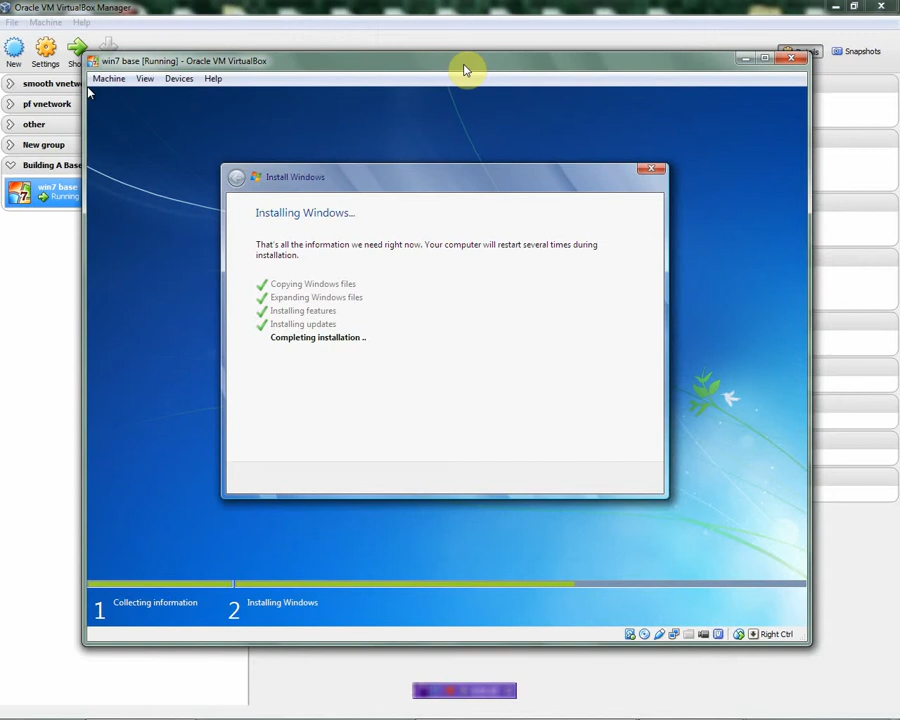 Oracle VM VirtualBox Manager
File Machine Help
New Settings Sho
Snapshots
smooth vnetw
pf vnetwork
other
New group
Building A Base
win7 base
Running
win7 base [Running] - Oracle VM VirtualBox
Machine View Devices Help
Install Windows
Installing Windows...
That's all the information we need right now. Your computer will restart several times during
installation.
Copying Windows files
Expanding Windows files
Installing features
Installing updates
Completing installation ..
1 Collecting information
2 Installing Windows
Right Ctrl